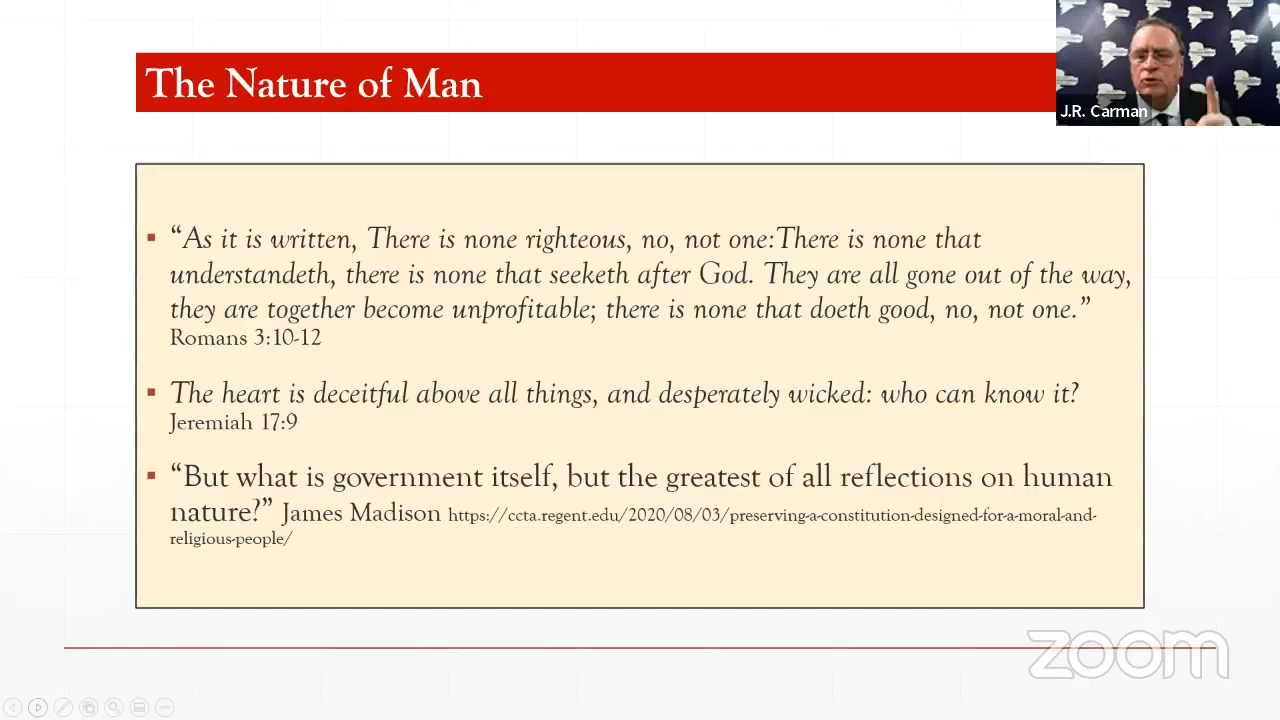 The Nature of Man
J.R. Carman
▪ “As it is written, There is none righteous, no, not one:There is none that
understandeth, there is none that seeketh after God. They are all gone out of the way,
they are together become unprofitable; there is none that doeth good, no, not one.”
Romans 3:10-12
▪ The heart is deceitful above all things, and desperately wicked: who can know it?
Jeremiah 17:9
▪ “But what is government itself, but the greatest of all reflections on human
nature?” James Madison https://ccta.regent.edu/2020/08/03/preserving-a-constitution-designed-for-a-moral-and-
religious-people/
zoom